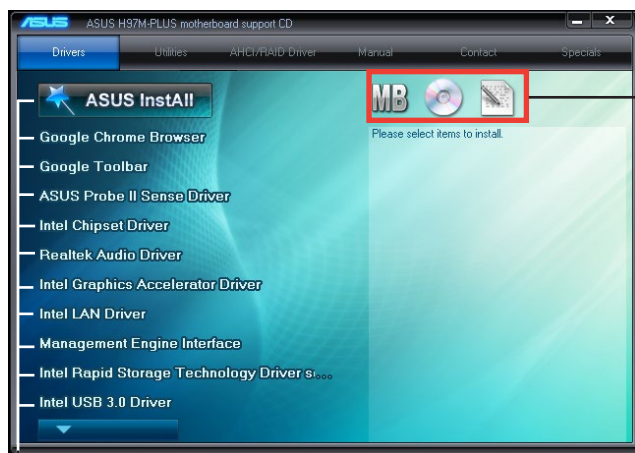 ASUS ASUS H97M-PLUS motherboard support CD
Drivers Utilities AHCI/RAID Driver Manual Contact Specials
ASUS InstAll
MB
Please select items to install.
Google Chrome Browser
Google Toolbar
ASUS Probe II Sense Driver
Intel Chipset Driver
Realtek Audio Driver
Intel Graphics Accelerator Driver
Intel LAN Driver
Management Engine Interface
Intel Rapid Storage Technology Driver s...
Intel USB 3.0 Driver